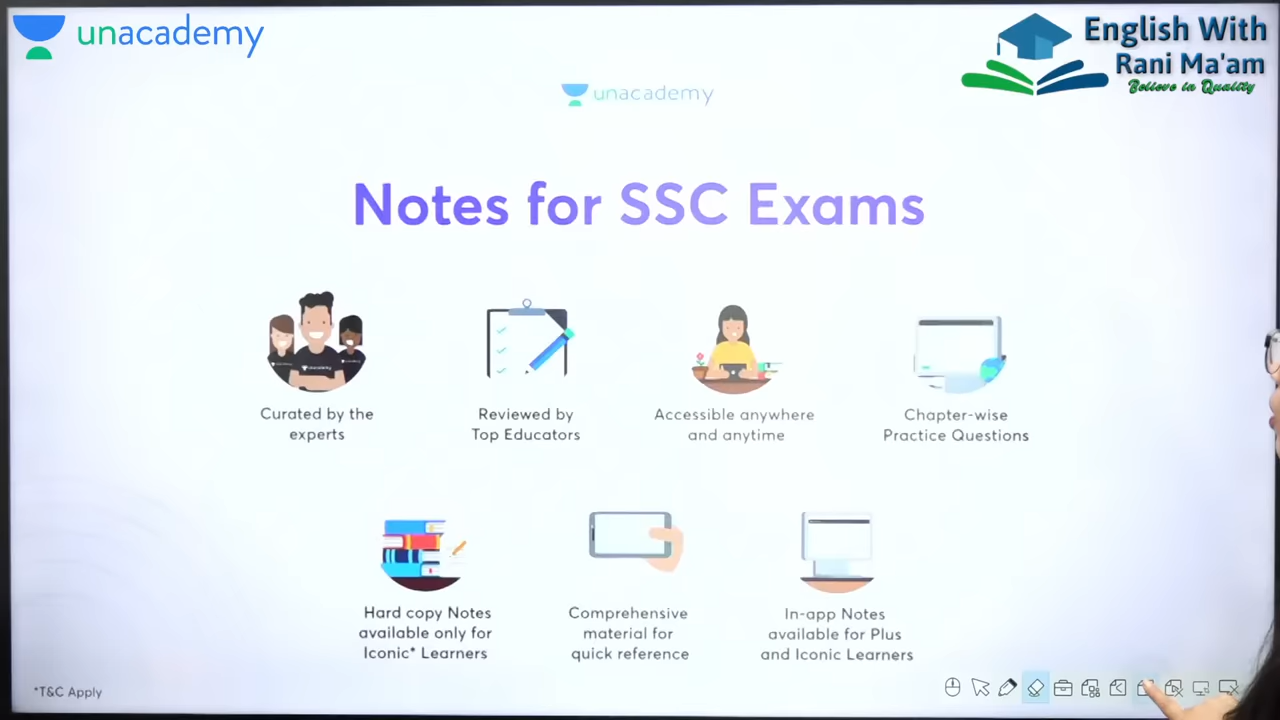 unacademy
English With
Rani Ma'am
Believe in Quality
unacademy
Notes for SSC Exams
Curated by the
experts
Reviewed by
Top Educators
Accessible anywhere
and anytime
Chapter-wise
Practice Questions
Hard copy Notes
available only for
Iconic* Learners
Comprehensive
material for
quick reference
In-app Notes
available for Plus
and Iconic Learners
*T&C Apply